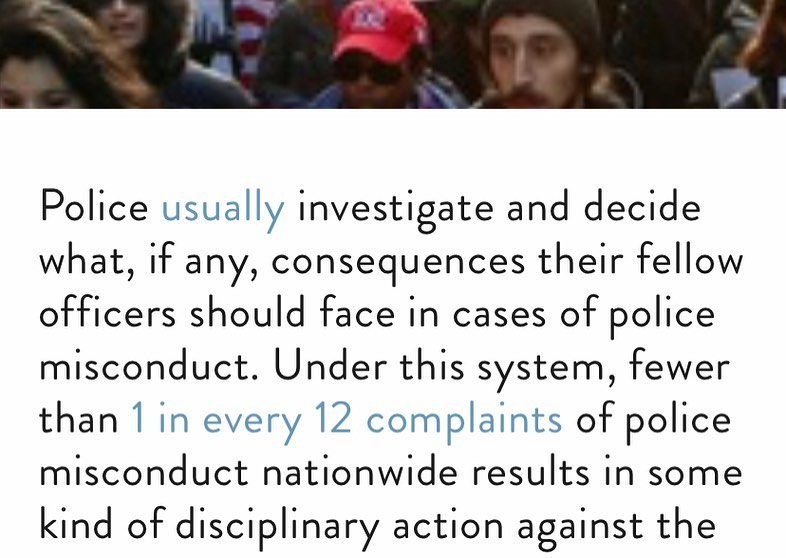 Police usually investigate and decide
what, if any, consequences their fellow
officers should face in cases of police
misconduct. Under this system, fewer
than 1 in every 12 complaints of police
misconduct nationwide results in some
kind of disciplinary action against the